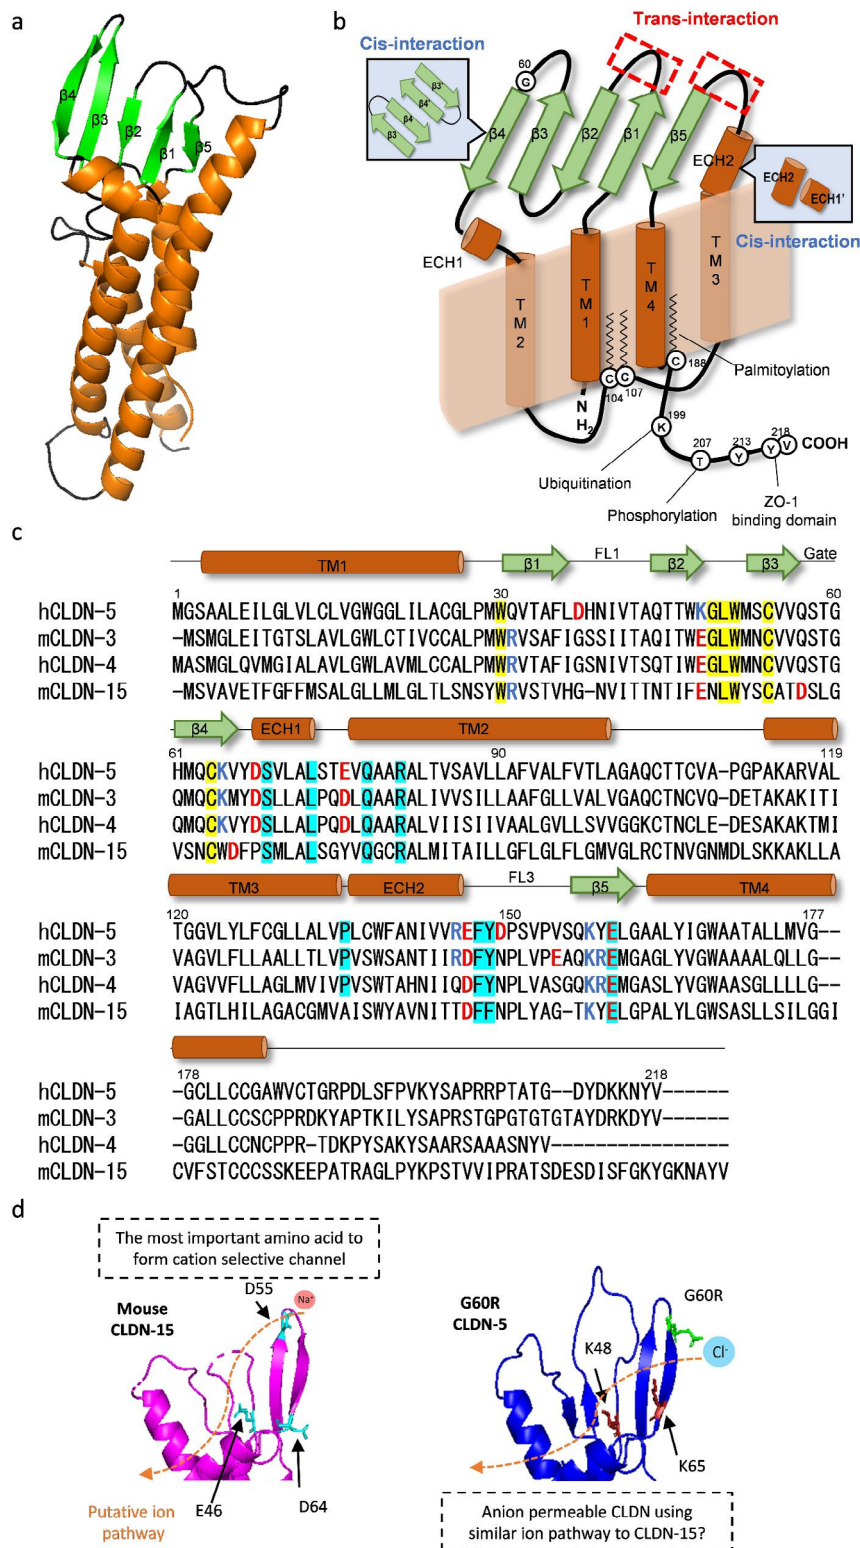 a
β4
β3
β2
β1
β5
b
Cis-interaction
Trans-interaction
60
G
β3'
β4'
β4
β3
β4
β3
β2
β1
β5
ECH2
ECH2
ECH1'
Cis-interaction
ECH1
TM2
TM1
TM4
TM3
NH2
C
104
C
107
C
188
Palmitoylation
K
199
Ubiquitination
207
T
213
Y
218
Y
V
COOH
Phosphorylation
ZO-1
binding domain
c
TM1 β1 FL1 β2 β3 Gate
1 30 60
hCLDN-5 MGSAALEILGLVLCLVGWGGLILACGLPMWQVTAFLDHNIVTAQTTWKGLWMSCVVQSTG
mCLDN-3 -MSMGLEITGTSLAVLGWLCTIVCCALPMWRVSAFIGSSIITAQITWEGLWMNCVVQSTG
hCLDN-4 MASMGLQVMGIALAVLGWLAVMLCCALPMWRVTAFIGSNIVTSQTIWEGLWMNCVVQSTG
mCLDN-15 -MSVAVETFGFFMSALGLLMLGLTLSNSYWRVSTVHG-NVITTNTIFENLWYSCATDSLG
β4 ECH1 TM2
61 90 119
hCLDN-5 HMQCKVYDSVLALSTEVQAARALTVSAVLLAFVALFVTLAGAQCTTCVA-PGPAKARVAL
mCLDN-3 QMQCKMYDSLLALPQDLQAARALIVVSILLAAFGLLVALVGAQCTNCVQ-DETAKAKITI
hCLDN-4 QMQCKVYDSLLALPQDLQAARALVIISIIVAALGVLLSVVGGKCTNCLE-DESAKAKTMI
mCLDN-15 VSNCWDFPSMLALSGYVQGCRALMITAILLGFLGLFLGMVGLRCTNVGNMDLSKKAKLLA
TM3 ECH2 FL3 β5 TM4
120 150 177
hCLDN-5 TGGVLYLFCGLLALVPLCWFANIVVREFYDPSVPVSQKYELGAALYIGWAATALLMVG--
mCLDN-3 VAGVLFLLAALLTLVPVSWSANTIIRDFYNPLVPEAQKREMGAGLYVGWAAAALQLLG--
hCLDN-4 VAGVVFLLAGLMVIVPVSWTAHNIIQDFYNPLVASGQKREMGASLYVGWAASGLLLLG--
mCLDN-15 IAGTLHILAGACGMVAISWYAVNITTDFFNPLYAG-TKYELGPALYLGWSASLLSILGGI
178 218
hCLDN-5 -GCLLCCGAWVCTGRPDLSFPVKYSAPRRPTATG--DYDKKNYV------
mCLDN-3 -GALLCCSCPPRDKYAPTKILYSAPRSTGPGTGTGTAYDRKDYV------
hCLDN-4 -GGLLCCNCPPR-TDKPYSAKYSAARSAAASNYV----------------
mCLDN-15 CVFSTCCCSSKEEPATRAGLPYKPSTVVIPRATSDESDISFGKYGKNAYV
d
The most important amino acid to
form cation selective channel
Mouse
CLDN-15
D55
Na⁺
E46
D64
Putative ion
pathway
G60R
CLDN-5
G60R
K48
Cl⁻
K65
Anion permeable CLDN using
similar ion pathway to CLDN-15?